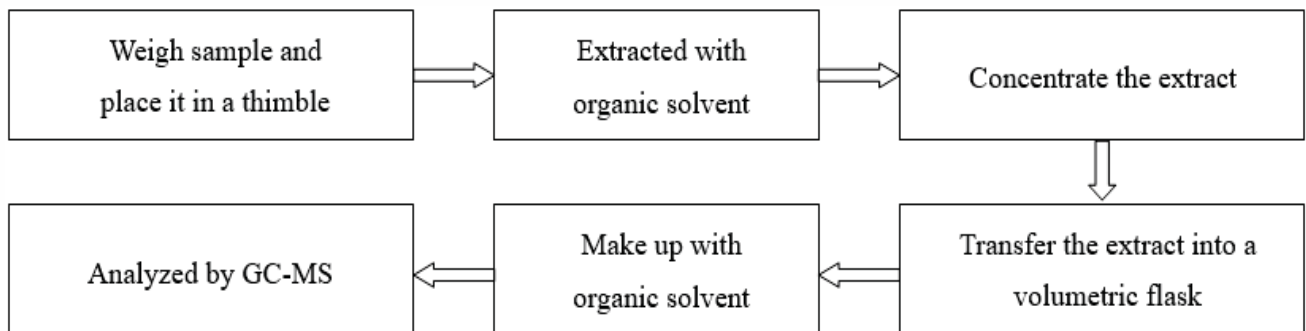 Weigh sample and
place it in a thimble
Extracted with
organic solvent
Concentrate the extract
Transfer the extract into a
volumetric flask
Make up with
organic solvent
Analyzed by GC-MS